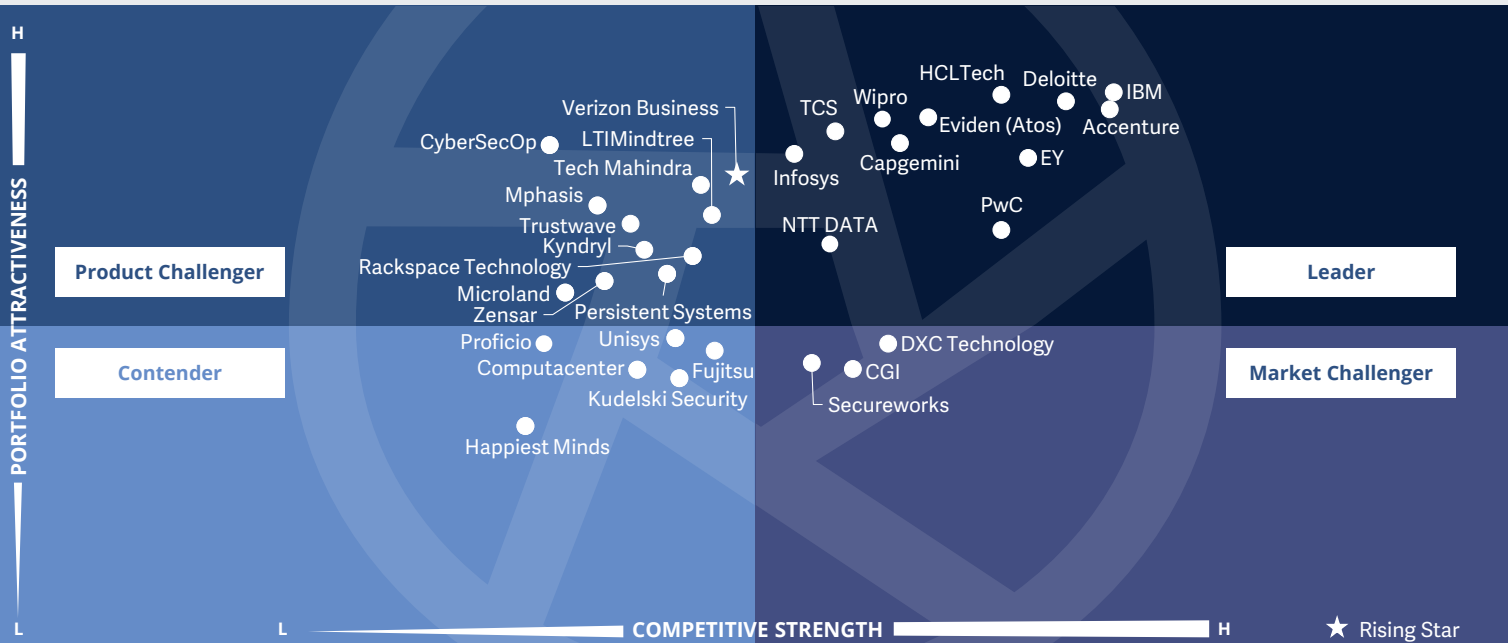 H
HCLTech
Deloitte
IBM
Wipro
Verizon Business
TCS
Eviden (Atos)
Accenture
CyberSecOp
LTIMindtree
Capgemini
EY
Tech Mahindra
Infosys
Mphasis
PwC
Trustwave
NTT DATA
Kyndryl
Rackspace Technology
Product Challenger
Leader
Microland
Zensar
Persistent Systems
PORTFOLIO ATTRACTIVENESS
Proficio
Unisys
DXC Technology
Contender
Computacenter
Fujitsu
CGI
Market Challenger
Kudelski Security
Secureworks
Happiest Minds
L
L
COMPETITIVE STRENGTH
H
Rising Star